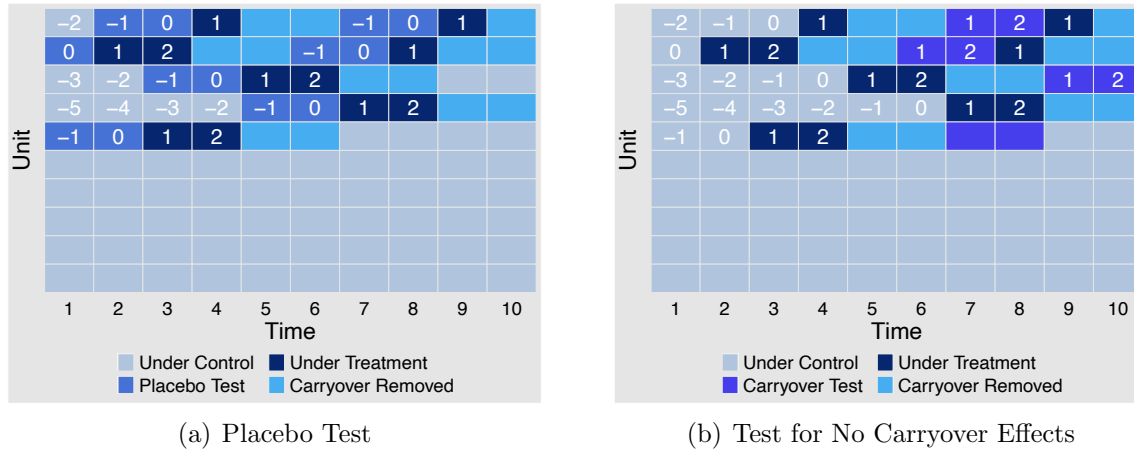 −2 −1 0 1 −1 0 1
0 1 2 −1 0 1
−3 −2 −1 0 1 2
−5 −4 −3 −2 −1 0 1 2
−1 0 1 2
Unit
1 2 3 4 5 6 7 8 9 10
Time
Under Control Under Treatment
Placebo Test Carryover Removed
(a) Placebo Test
−2 −1 0 1 1 2 1
0 1 2 1 2 1
−3 −2 −1 0 1 2 1 2
−5 −4 −3 −2 −1 0 1 2
−1 0 1 2
Unit
1 2 3 4 5 6 7 8 9 10
Time
Under Control Under Treatment
Carryover Test Carryover Removed
(b) Test for No Carryover Effects